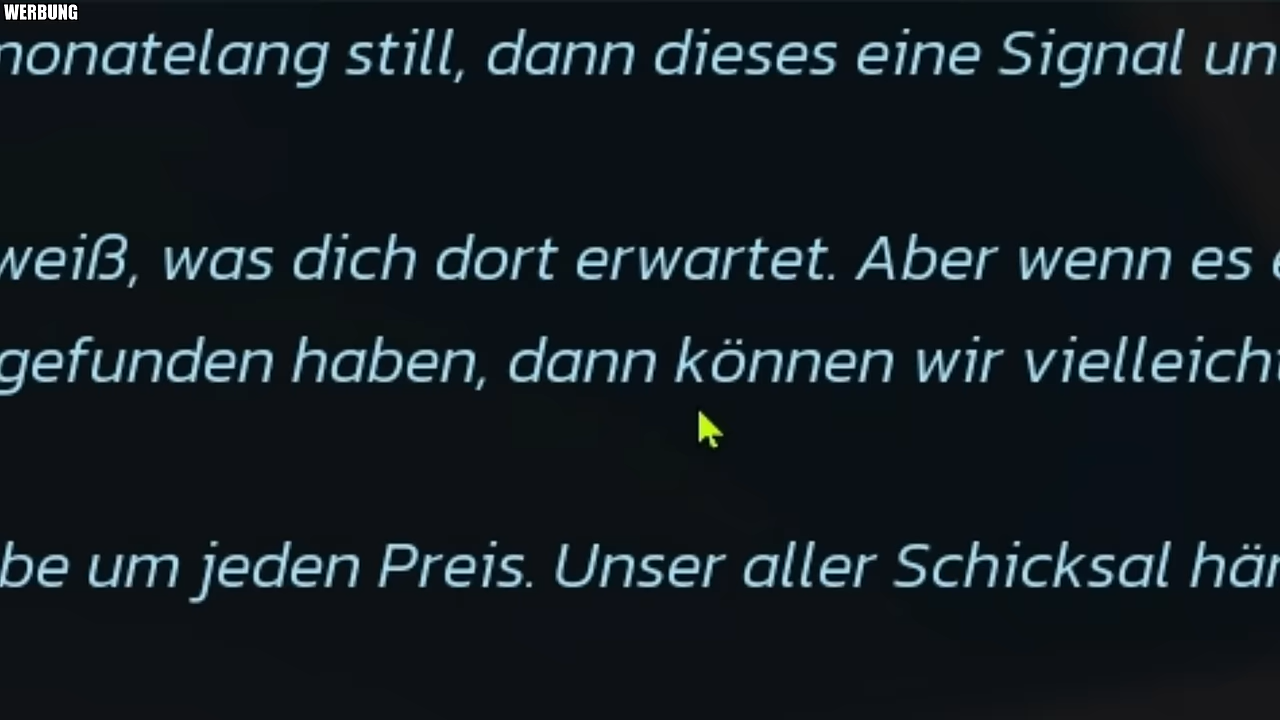 WERBUNG
monatelang still, dann dieses eine Signal un
weiß, was dich dort erwartet. Aber wenn es
gefunden haben, dann können wir vielleicht
be um jeden Preis. Unser aller Schicksal hän